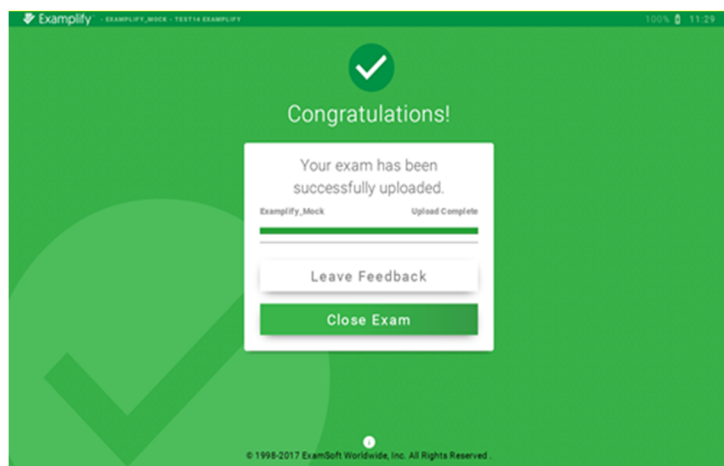 Examplify - EXAMPLIFY_MOCK - TEST14 EXAMPLIFY 100% 11:29
Congratulations!
Your exam has been
successfully uploaded.
Examplify_Mock Upload Complete
Leave Feedback
Close Exam
© 1998-2017 ExamSoft Worldwide, Inc. All Rights Reserved .